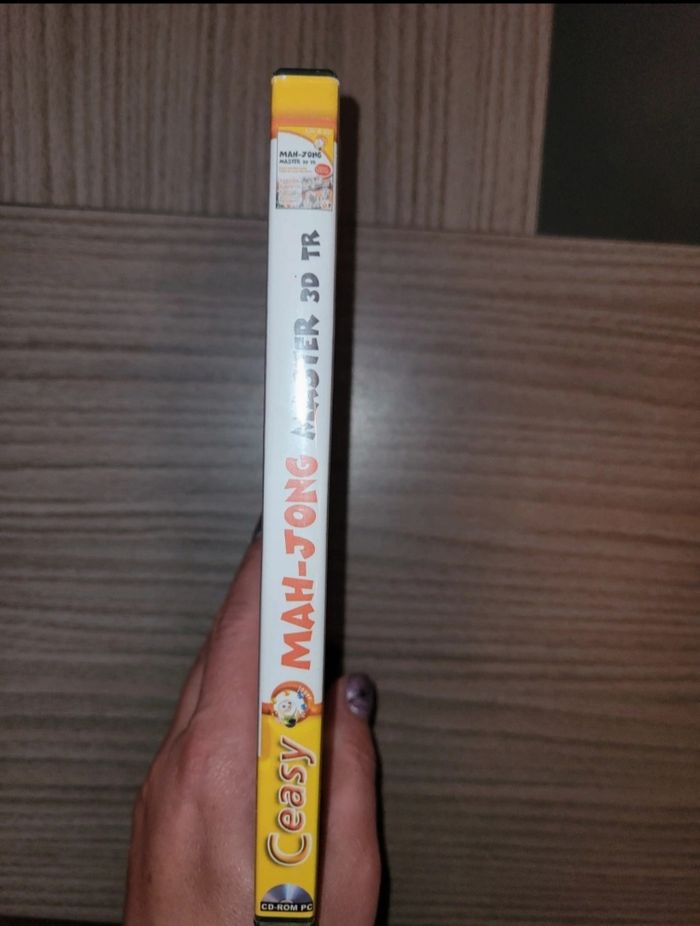 MAH-JONG
MASTER 3D TR
MAH-JONG MASTER 3D TR
Ceasy
CD-ROM PC